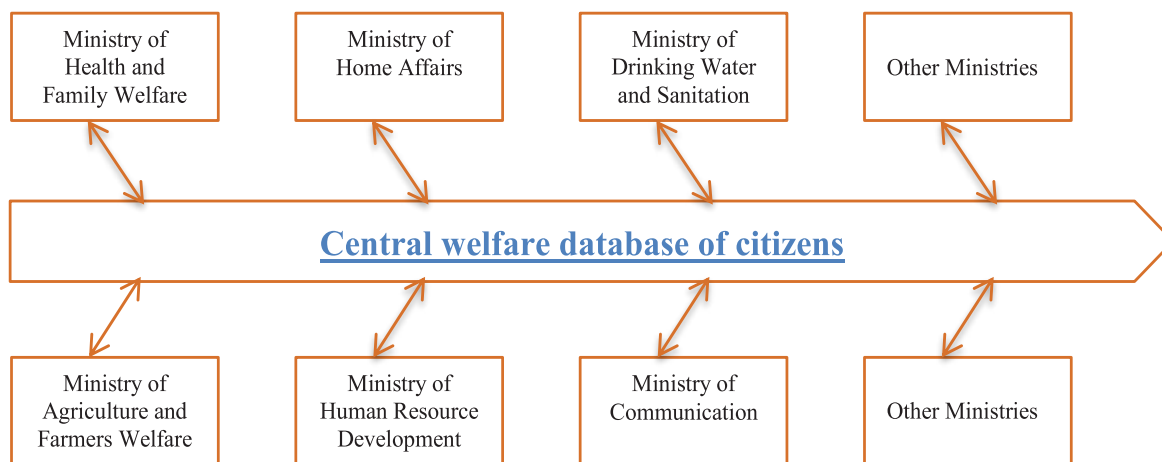 Ministry of
Health and
Family Welfare
Ministry of
Home Affairs
Ministry of
Drinking Water
and Sanitation
Other Ministries
Central welfare database of citizens
Ministry of
Agriculture and
Farmers Welfare
Ministry of
Human Resource
Development
Ministry of
Communication
Other Ministries